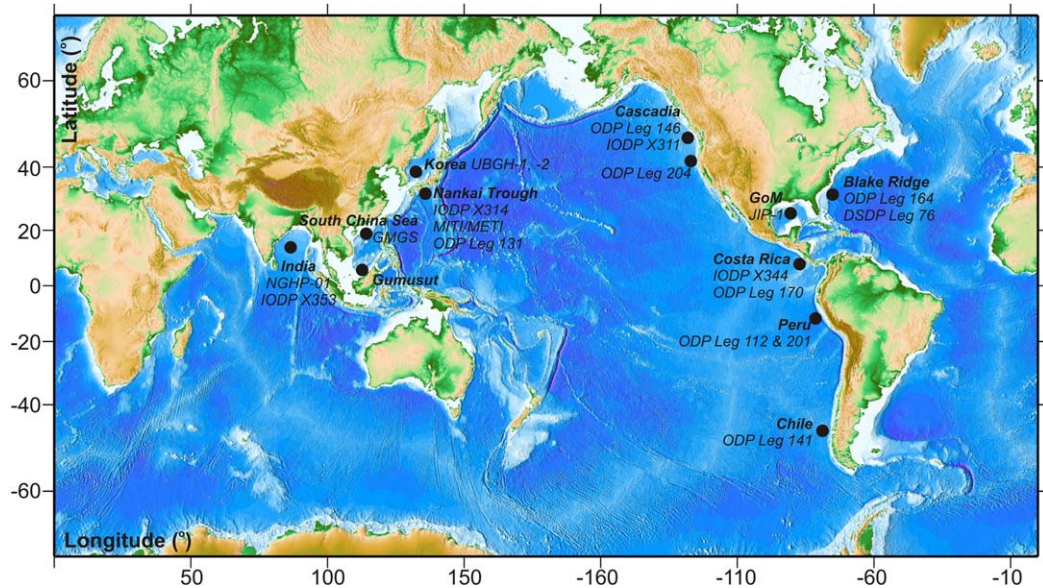 Latitude (°)
60
40
20
0
-20
-40
-60
Cascadia
ODP Leg 146
IODP X311
ODP Leg 204
Korea UBGH-1, -2
Nankai Trough
IODP X314
MITI/METI
ODP Leg 131
South China Sea
GMGS
India
NGHP-01
IODP X353
Gumusut
GoM
JIP-1
Blake Ridge
ODP Leg 164
DSDP Leg 76
Costa Rica
IODP X344
ODP Leg 170
Peru
ODP Leg 112 & 201
Chile
ODP Leg 141
Longitude (°)
50
100
150
-160
-110
-60
-10